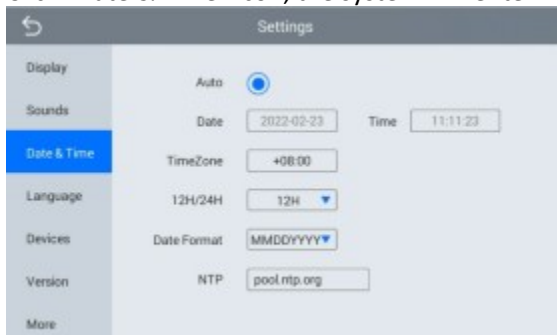 Settings
Display
Auto
Sounds
Date 2022-02-23 Time 11:11:23
Date & Time
TimeZone +08:00
Language
12H/24H 12H
Devices
Date Format MMDDYYYY
Version
NTP pool.ntp.org
More